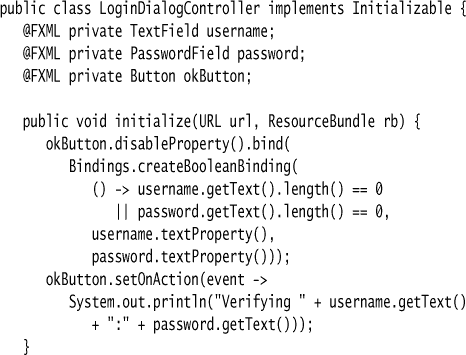 public class LoginDialogController implements Initializable {
@FXML private TextField username;
@FXML private PasswordField password;
@FXML private Button okButton;
public void initialize(URL url, ResourceBundle rb) {
okButton.disableProperty().bind(
Bindings.createBooleanBinding(
() -> username.getText().length() == 0
|| password.getText().length() == 0,
username.textProperty(),
password.textProperty()));
okButton.setOnAction(event ->
System.out.println("Verifying " + username.getText()
+ ":" + password.getText()));
}